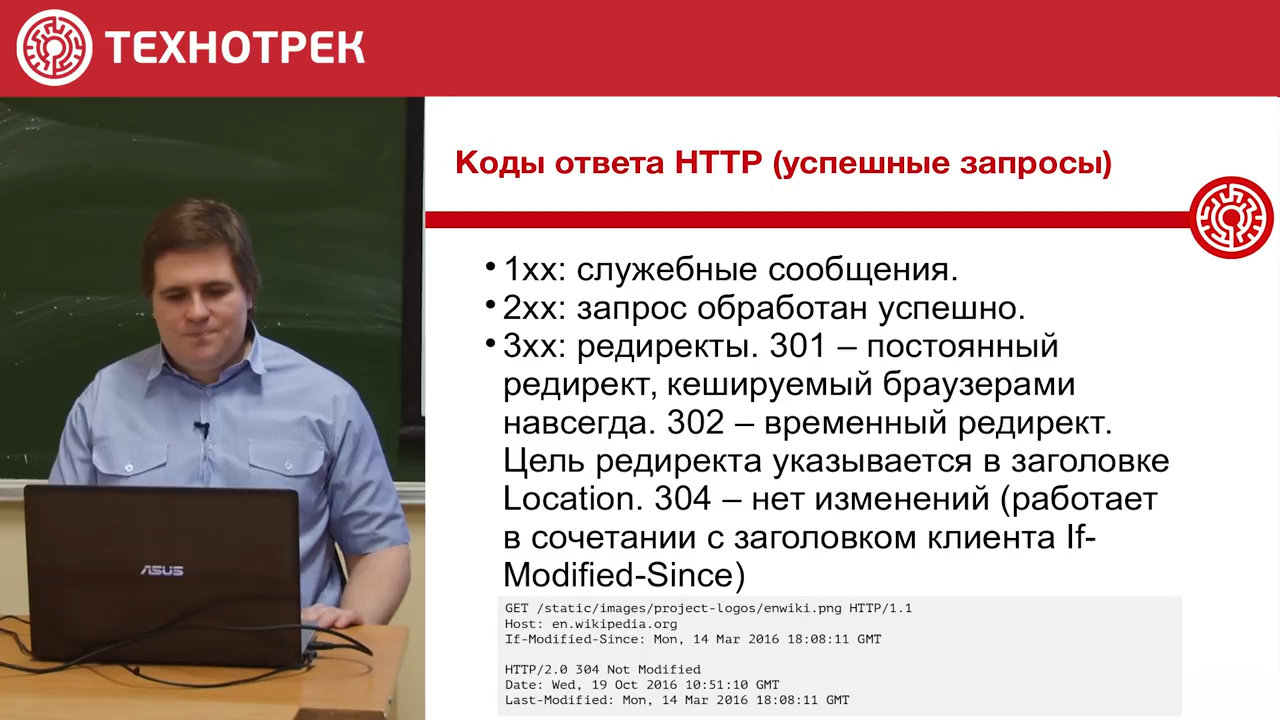 ТЕХНОТРЕК
Коды ответа HTTP (успешные запросы)
• 1xx: служебные сообщения.
• 2xx: запрос обработан успешно.
• 3xx: редиректы. 301 – постоянный
редирект, кешируемый браузерами
навсегда. 302 – временный редирект.
Цель редиректа указывается в заголовке
Location. 304 – нет изменений (работает
в сочетании с заголовком клиента If-
Modified-Since)
GET /static/images/project-logos/enwiki.png HTTP/1.1
Host: en.wikipedia.org
If-Modified-Since: Mon, 14 Mar 2016 18:08:11 GMT
HTTP/2.0 304 Not Modified
Date: Wed, 19 Oct 2016 10:51:10 GMT
Last-Modified: Mon, 14 Mar 2016 18:08:11 GMT
ASUS